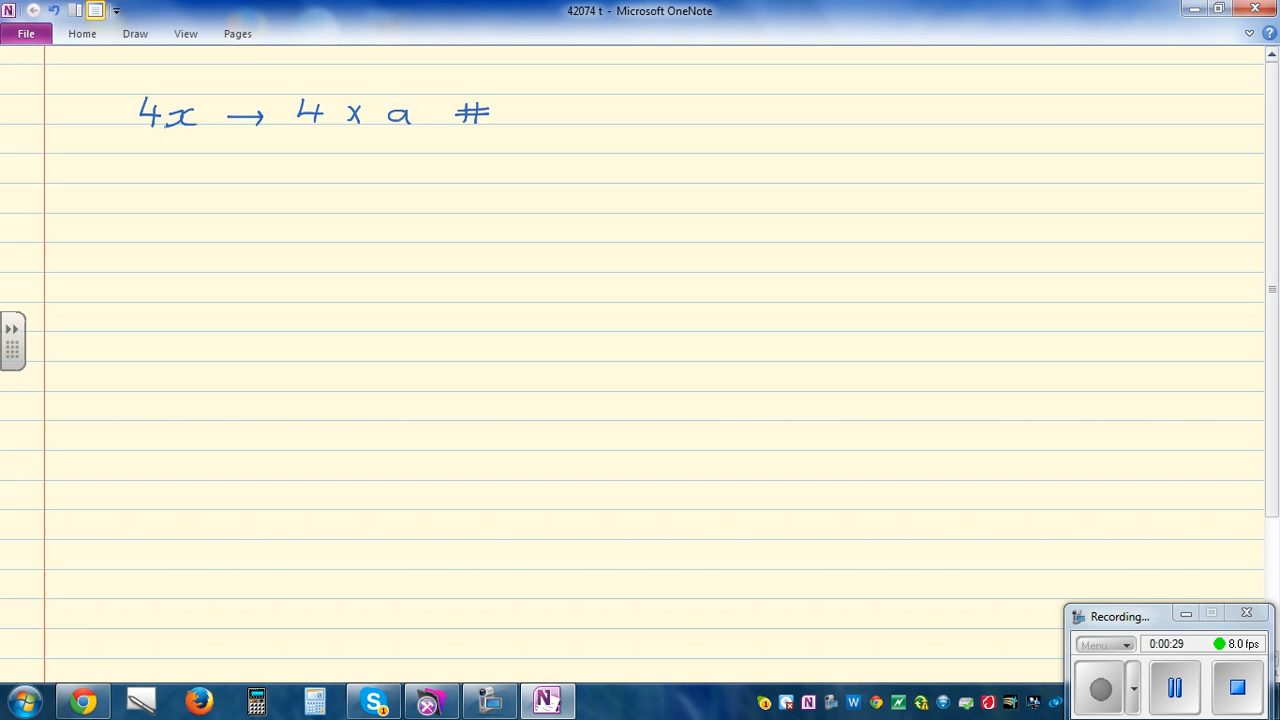 42074 t - Microsoft OneNote
File Home Draw View Pages
4x → 4 × a #
Recording...
Menu 0:00:29 8.0 fps